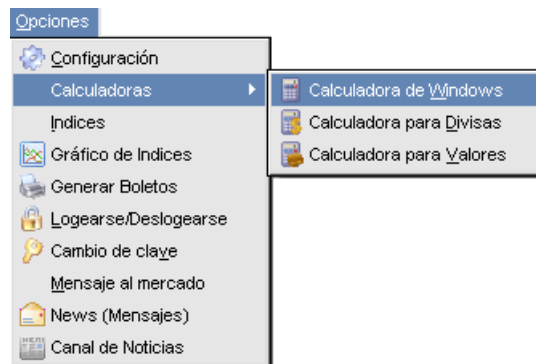 Opciones
Configuración
Calculadoras
Indices
Gráfico de Indices
Generar Boletos
Logearse/Deslogearse
Cambio de clave
Mensaje al mercado
News (Mensajes)
Canal de Noticias
Calculadora de Windows
Calculadora para Divisas
Calculadora para Valores